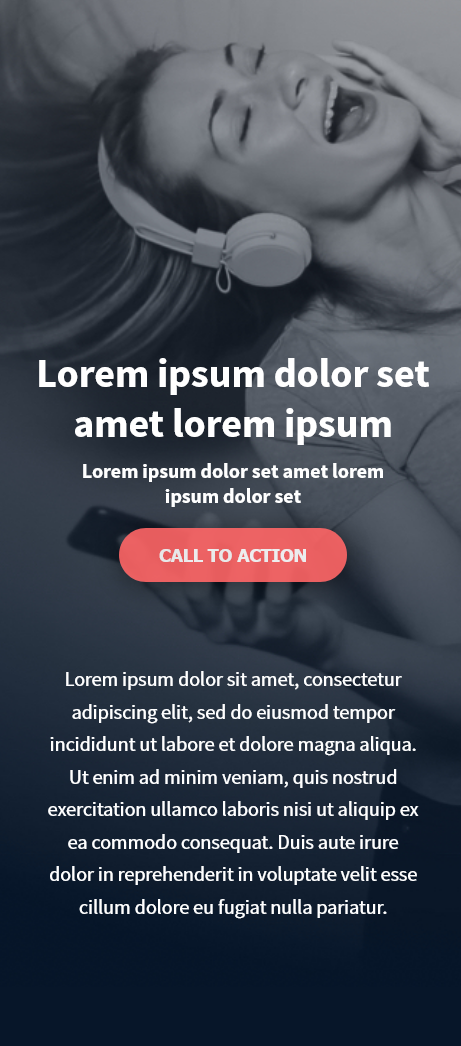 Lorem ipsum dolor set
amet lorem ipsum
Lorem ipsum dolor set amet lorem
ipsum dolor set
CALL TO ACTION
Lorem ipsum dolor sit amet, consectetur
adipiscing elit, sed do eiusmod tempor
incididunt ut labore et dolore magna aliqua.
Ut enim ad minim veniam, quis nostrud
exercitation ullamco laboris nisi ut aliquip ex
ea commodo consequat. Duis aute irure
dolor in reprehenderit in voluptate velit esse
cillum dolore eu fugiat nulla pariatur.